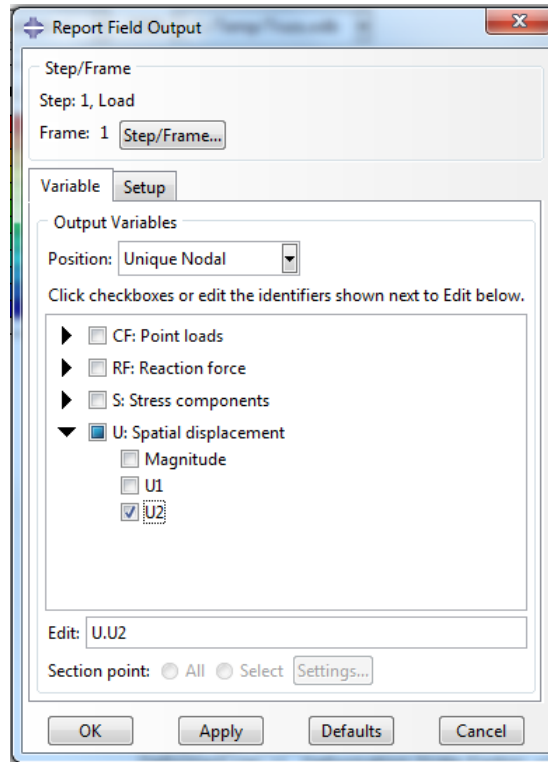 Report Field Output
Step/Frame
Step: 1, Load
Frame: 1 Step/Frame...
Variable Setup
Output Variables
Position: Unique Nodal
Click checkboxes or edit the identifiers shown next to Edit below.
CF: Point loads
RF: Reaction force
S: Stress components
U: Spatial displacement
Magnitude
U1
U2
Edit: U.U2
Section point: All Select Settings...
OK Apply Defaults Cancel